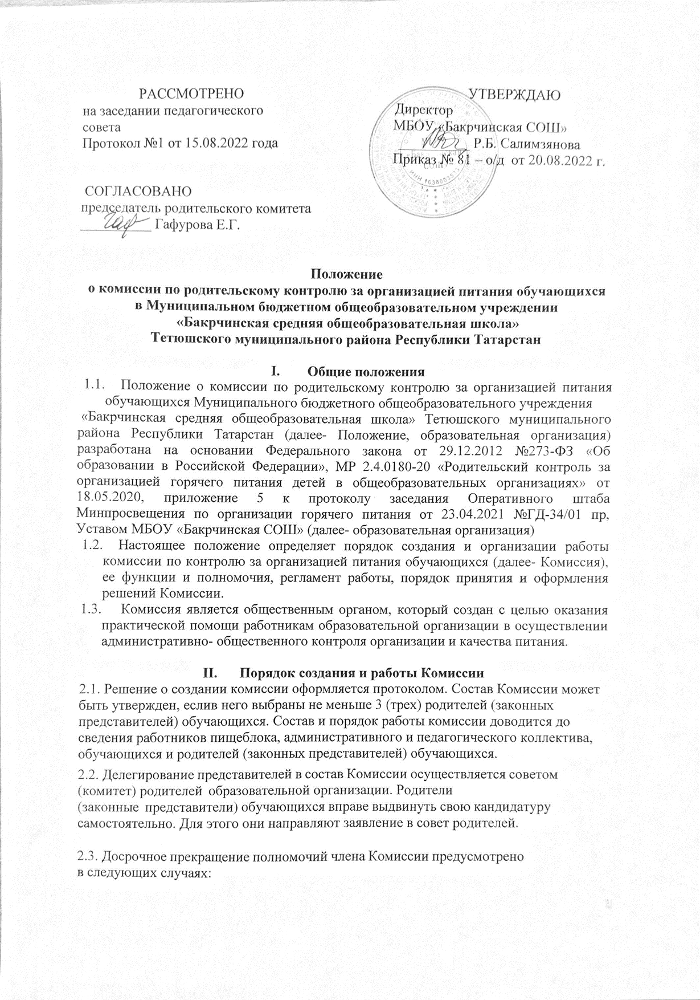 РАССМОТРЕНО
на заседании педагогического
совета
Протокол №1 от 15.08.2022 года
УТВЕРЖДАЮ
Директор
МБОУ «Бакрчинская СОШ»
Р.Б. Салимзянова
Приказ № 81 – о/д от 20.08.2022 г.
СОШ»
ИНН 1638003573
СОГЛАСОВАНО
председатель родительского комитета
__________ Гафурова Е.Г.
Положение
о комиссии по родительскому контролю за организацией питания обучающихся
в Муниципальном бюджетном общеобразовательном учреждении
«Бакрчинская средняя общеобразовательная школа»
Тетюшского муниципального района Республики Татарстан
I. Общие положения
1.1. Положение о комиссии по родительскому контролю за организацией питания
обучающихся Муниципального бюджетного общеобразовательного учреждения
«Бакрчинская средняя общеобразовательная школа» Тетюшского муниципального
района Республики Татарстан (далее- Положение, образовательная организация)
разработана на основании Федерального закона от 29.12.2012 №273-ФЗ «Об
образовании в Российской Федерации», МР 2.4.0180-20 «Родительский контроль за
организацией горячего питания детей в общеобразовательных организациях» от
18.05.2020, приложение 5 к протоколу заседания Оперативного штаба
Минпросвещения по организации горячего питания от 23.04.2021 №ГД-34/01 пр,
Уставом МБОУ «Бакрчинская СОШ» (далее- образовательная организация)
1.2. Настоящее положение определяет порядок создания и организации работы
комиссии по контролю за организацией питания обучающихся (далее- Комиссия),
ее функции и полномочия, регламент работы, порядок принятия и оформления
решений Комиссии.
1.3. Комиссия является общественным органом, который создан с целью оказания
практической помощи работникам образовательной организации в осуществлении
административно- общественного контроля организации и качества питания.
II. Порядок создания и работы Комиссии
2.1. Решение о создании комиссии оформляется протоколом. Состав Комиссии может
быть утвержден, еслив него выбраны не меньше 3 (трех) родителей (законных
представителей) обучающихся. Состав и порядок работы комиссии доводится до
сведения работников пищеблока, административного и педагогического коллектива,
обучающихся и родителей (законных представителей) обучающихся.
2.2. Делегирование представителей в состав Комиссии осуществляется советом
(комитет) родителей образовательной организации. Родители
(законные представители) обучающихся вправе выдвинуть свою кандидатуру
самостоятельно. Для этого они направляют заявление в совет родителей.
2.3. Досрочное прекращение полномочий члена Комиссии предусмотрено
в следующих случаях: